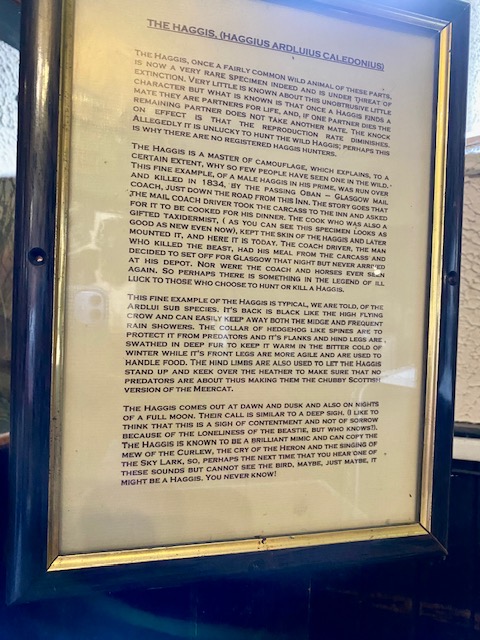 THE HAGGIS, (HAGGIUS ARDLUIUS CALEDONIUS)
THE HAGGIS, ONCE A FAIRLY COMMON WILD ANIMAL OF THESE PARTS,
IS NOW A VERY RARE SPECIMEN INDEED AND IS UNDER THREAT OF
EXTINCTION. VERY LITTLE IS KNOWN ABOUT THIS UNOBTRUSIVE LITTLE
CHARACTER BUT WHAT IS KNOWN IS THAT ONCE A HAGGIS FINDS A
MATE THEY ARE PARTNERS FOR LIFE, AND, IF ONE PARTNER DIES THE
REMAINING PARTNER DOES NOT TAKE ANOTHER MATE. THE KNOCK
ON EFFECT IS THAT THE REPRODUCTION RATE DIMINISHES.
ALLEGEDLY IT IS UNLUCKY TO HUNT THE WILD HAGGIS; PERHAPS THIS
IS WHY THERE ARE NO REGISTERED HAGGIS HUNTERS.
THE HAGGIS IS A MASTER OF CAMOUFLAGE, WHICH EXPLAINS, TO A
CERTAIN EXTENT, WHY SO FEW PEOPLE HAVE SEEN ONE IN THE WILD.
THIS FINE EXAMPLE, OF A MALE HAGGIS IN HIS PRIME, WAS RUN OVER
AND KILLED IN 1834, BY THE PASSING OBAN – GLASGOW MAIL
COACH, JUST DOWN THE ROAD FROM THIS INN. THE STORY GOES THAT
THE MAIL COACH DRIVER TOOK THE CARCASS TO THE INN AND ASKED
FOR IT TO BE COOKED FOR HIS DINNER. THE COOK WAS ALSO A
GIFTED TAXIDERMIST, ( AS YOU CAN SEE THIS SPECIMEN LOOKS AS
GOOD AS NEW EVEN NOW), KEPT THE SKIN OF THE HAGGIS AND LATER
MOUNTED IT, AND HERE IT IS TODAY. THE COACH DRIVER, THE MAN
WHO KILLED THE BEAST, HAD HIS MEAL FROM THE CARCASS AND
DECIDED TO SET OFF FOR GLASGOW THAT NIGHT BUT NEVER ARRIVED
AT HIS DEPOT. NOR WERE THE COACH AND HORSES EVER SEEN
AGAIN. SO PERHAPS THERE IS SOMETHING IN THE LEGEND OF ILL
LUCK TO THOSE WHO CHOOSE TO HUNT OR KILL A HAGGIS.
THIS FINE EXAMPLE OF THE HAGGIS IS TYPICAL, WE ARE TOLD, OF THE
ARDLUI SUB SPECIES. IT'S BACK IS BLACK LIKE THE HIGH FLYING
CROW AND CAN EASILY KEEP AWAY BOTH THE MIDGE AND FREQUENT
RAIN SHOWERS. THE COLLAR OF HEDGEHOG LIKE SPINES ARE TO
PROTECT IT FROM PREDATORS AND IT'S FLANKS AND HIND LEGS ARE
SWATHED IN DEEP FUR TO KEEP IT WARM IN THE BITTER COLD OF
WINTER WHILE IT'S FRONT LEGS ARE MORE AGILE AND ARE USED TO
HANDLE FOOD. THE HIND LIMBS ARE ALSO USED TO LET THE HAGGIS
STAND UP AND KEEK OVER THE HEATHER TO MAKE SURE THAT NO
PREDATORS ARE ABOUT THUS MAKING THEM THE CHUBBY SCOTTISH
VERSION OF THE MEERCAT.
THE HAGGIS COMES OUT AT DAWN AND DUSK AND ALSO ON NIGHTS
OF A FULL MOON. THEIR CALL IS SIMILAR TO A DEEP SIGH. (I LIKE TO
THINK THAT THIS IS A SIGH OF CONTENTMENT AND NOT OF SORROW
BECAUSE OF THE LONELINESS OF THE BEASTIE, BUT WHO KNOWS!).
THE HAGGIS IS KNOWN TO BE A BRILLIANT MIMIC AND CAN COPY THE
MEW OF THE CURLEW, THE CRY OF THE HERON AND THE SINGING OF
THE SKY LARK, SO, PERHAPS THE NEXT TIME THAT YOU HEAR ONE OF
THESE SOUNDS BUT CANNOT SEE THE BIRD, MAYBE, JUST MAYBE, IT
MIGHT BE A HAGGIS. YOU NEVER KNOW!